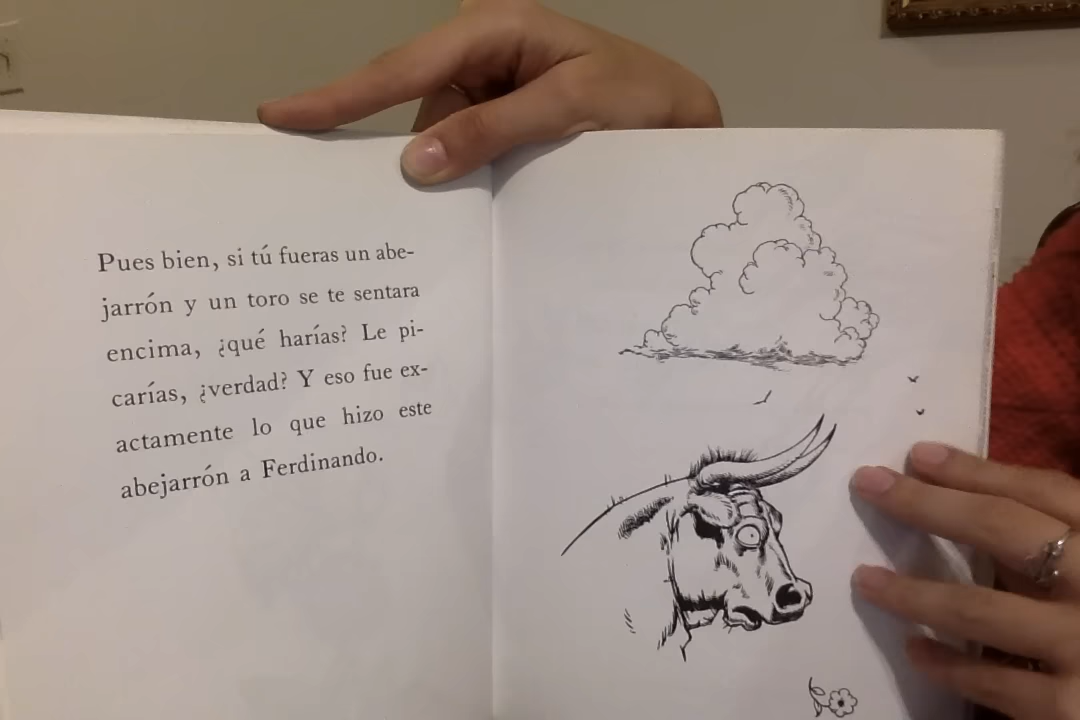 Pues bien, si tú fueras un abe-
jarrón y un toro se te sentara
encima, ¿qué harías? Le pi-
carías, ¿verdad? Y eso fue ex-
actamente lo que hizo este
abejarrón a Ferdinando.